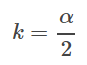 k = α/2